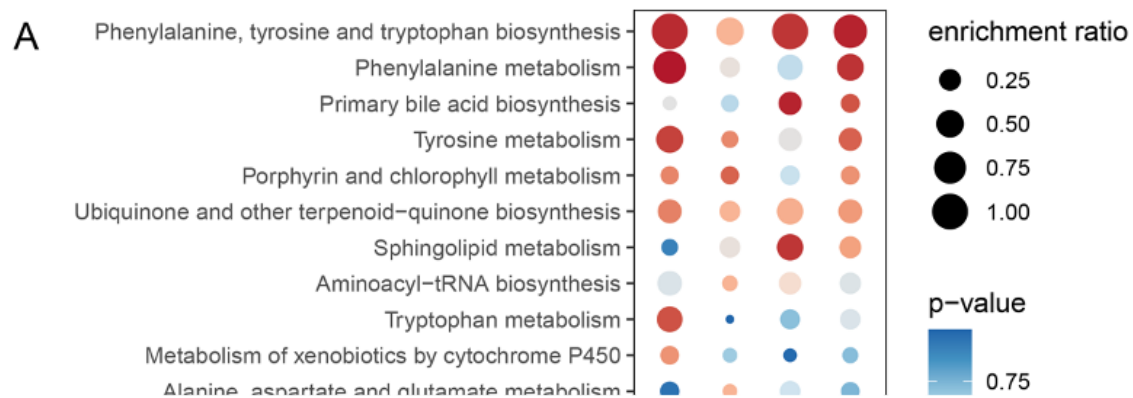 A
Phenylalanine, tyrosine and tryptophan biosynthesis
Phenylalanine metabolism
Primary bile acid biosynthesis
Tyrosine metabolism
Porphyrin and chlorophyll metabolism
Ubiquinone and other terpenoid−quinone biosynthesis
Sphingolipid metabolism
Aminoacyl−tRNA biosynthesis
Tryptophan metabolism
Metabolism of xenobiotics by cytochrome P450
Alanine, aspartate and glutamate metabolism
enrichment ratio
0.25
0.50
0.75
1.00
p−value
0.75